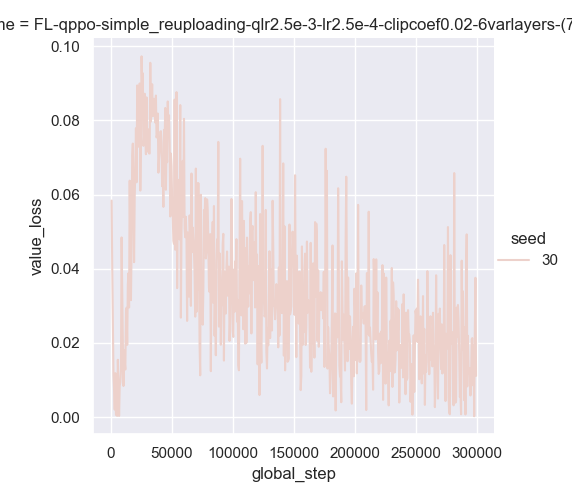 me = FL-qppo-simple_reuploading-qlr2.5e-3-lr2.5e-4-clipcoef0.02-6varlayers-(7
0.10
0.08
0.06
0.04
0.02
0.00
value_loss
0 50000 100000 150000 200000 250000 300000
global_step
seed
30